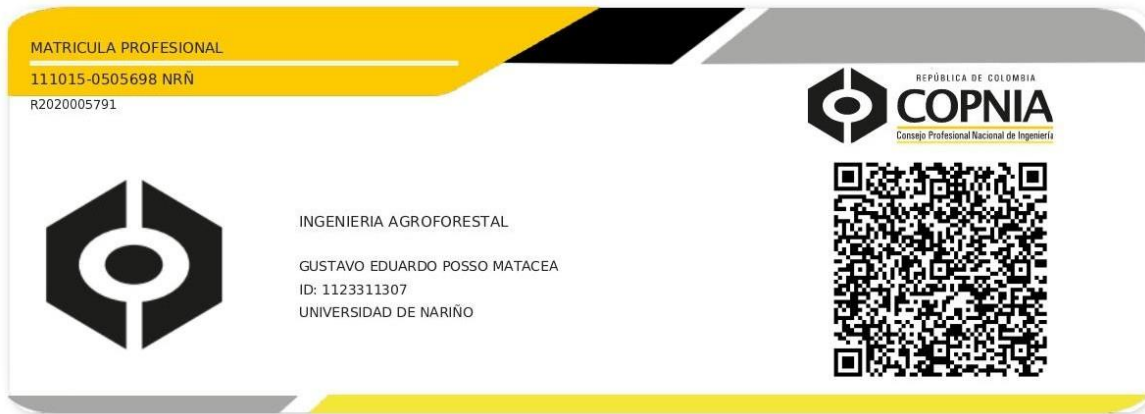 MATRICULA PROFESIONAL
111015-0505698 NRÑ
R2020005791
REPÚBLICA DE COLOMBIA
COPNIA
Consejo Profesional Nacional de Ingeniería
INGENIERIA AGROFORESTAL
GUSTAVO EDUARDO POSSO MATACEA
ID: 1123311307
UNIVERSIDAD DE NARIÑO